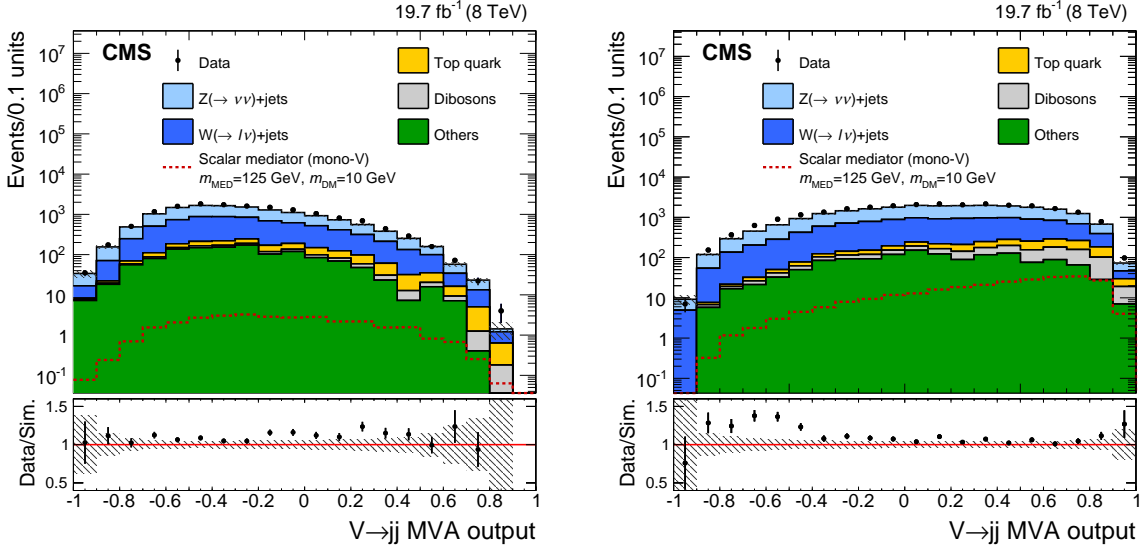 19.7 fb⁻¹ (8 TeV)
CMS
Data
Z(→ νν)+jets
W(→ lν)+jets
Top quark
Dibosons
Others
Scalar mediator (mono-V)
m_MED=125 GeV, m_DM=10 GeV
Events/0.1 units
10⁷
10⁶
10⁵
10⁴
10³
10²
10
1
10⁻¹
Data/Sim.
1.5
1
0.5
-1 -0.8 -0.6 -0.4 -0.2 0 0.2 0.4 0.6 0.8 1
V→jj MVA output
19.7 fb⁻¹ (8 TeV)
CMS
Data
Z(→ νν)+jets
W(→ lν)+jets
Top quark
Dibosons
Others
Scalar mediator (mono-V)
m_MED=125 GeV, m_DM=10 GeV
Events/0.1 units
10⁷
10⁶
10⁵
10⁴
10³
10²
10
1
10⁻¹
Data/Sim.
1.5
1
0.5
-1 -0.8 -0.6 -0.4 -0.2 0 0.2 0.4 0.6 0.8 1
V→jj MVA output